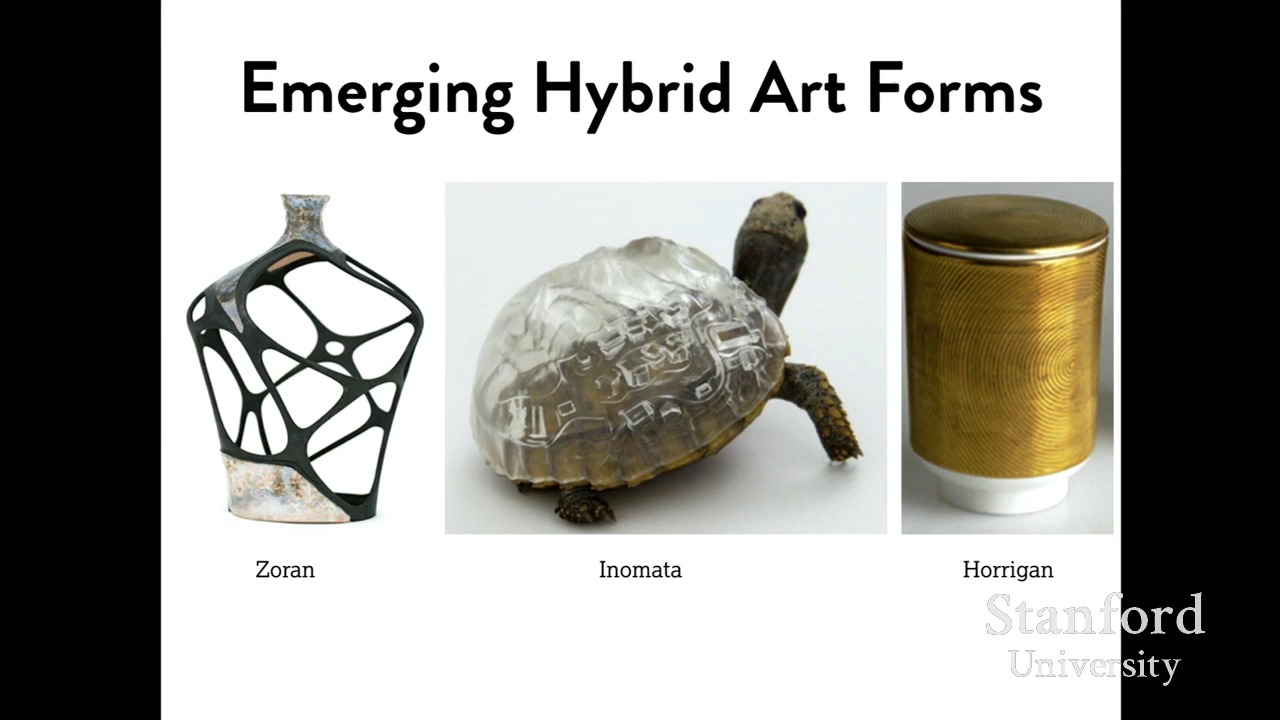 Emerging Hybrid Art Forms
Zoran
Inomata
Horrigan
Stanford
University